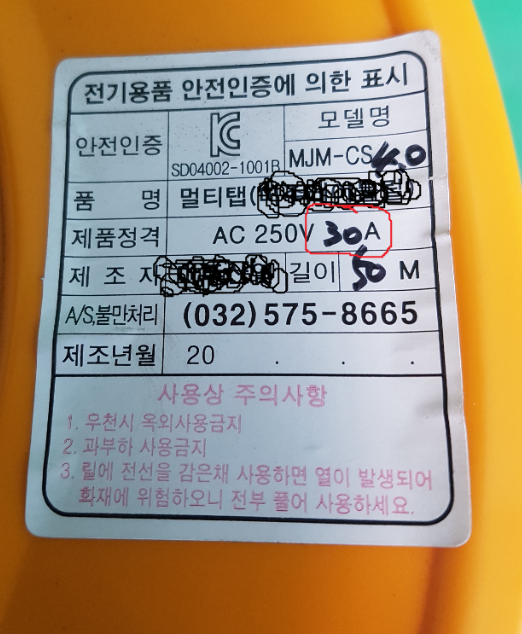 전기용품 안전인증에 의한 표시
안전인증
KC
SD04002-1001B
모델명
MJM-CS 4.0
품 명 멀티탭(
제품정격 AC 250V 30 A
제 조 자 길이 50 M
A/S,불만처리 (032)575-8665
제조년월 20 . . .
사용상 주의사항
1. 우천시 옥외사용금지
2. 과부하 사용금지
3. 릴에 전선을 감은채 사용하면 열이 발생되어
화재에 위험하오니 전부 풀어 사용하세요.